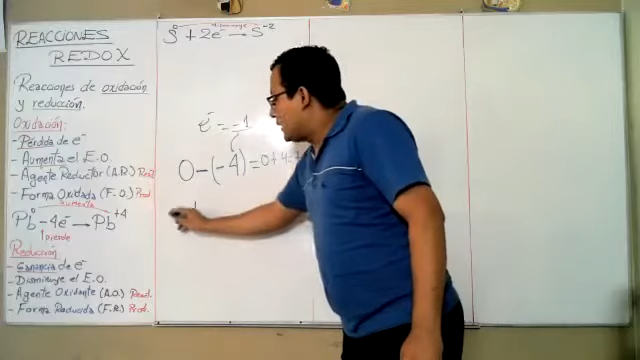 REACCIONES
REDOX
Reacciones de oxidación
y reducción.
Oxidación:
- Pérdida de e⁻
- Aumenta el E.O.
- Agente Reductor (A.R) React
- Forma Oxidada (F.O.) Prod.
aumenta
Pb⁰ - 4e⁻ → Pb⁺⁴
pierde
Reducción:
- Ganancia de e⁻
- Disminuye el E.O.
- Agente Oxidante (A.O.) React.
- Forma Reducida (F.R.) Prod.
disminuye
S⁰ + 2e⁻ → S⁻²
e⁻ = -1
0-(-4)=0+4=